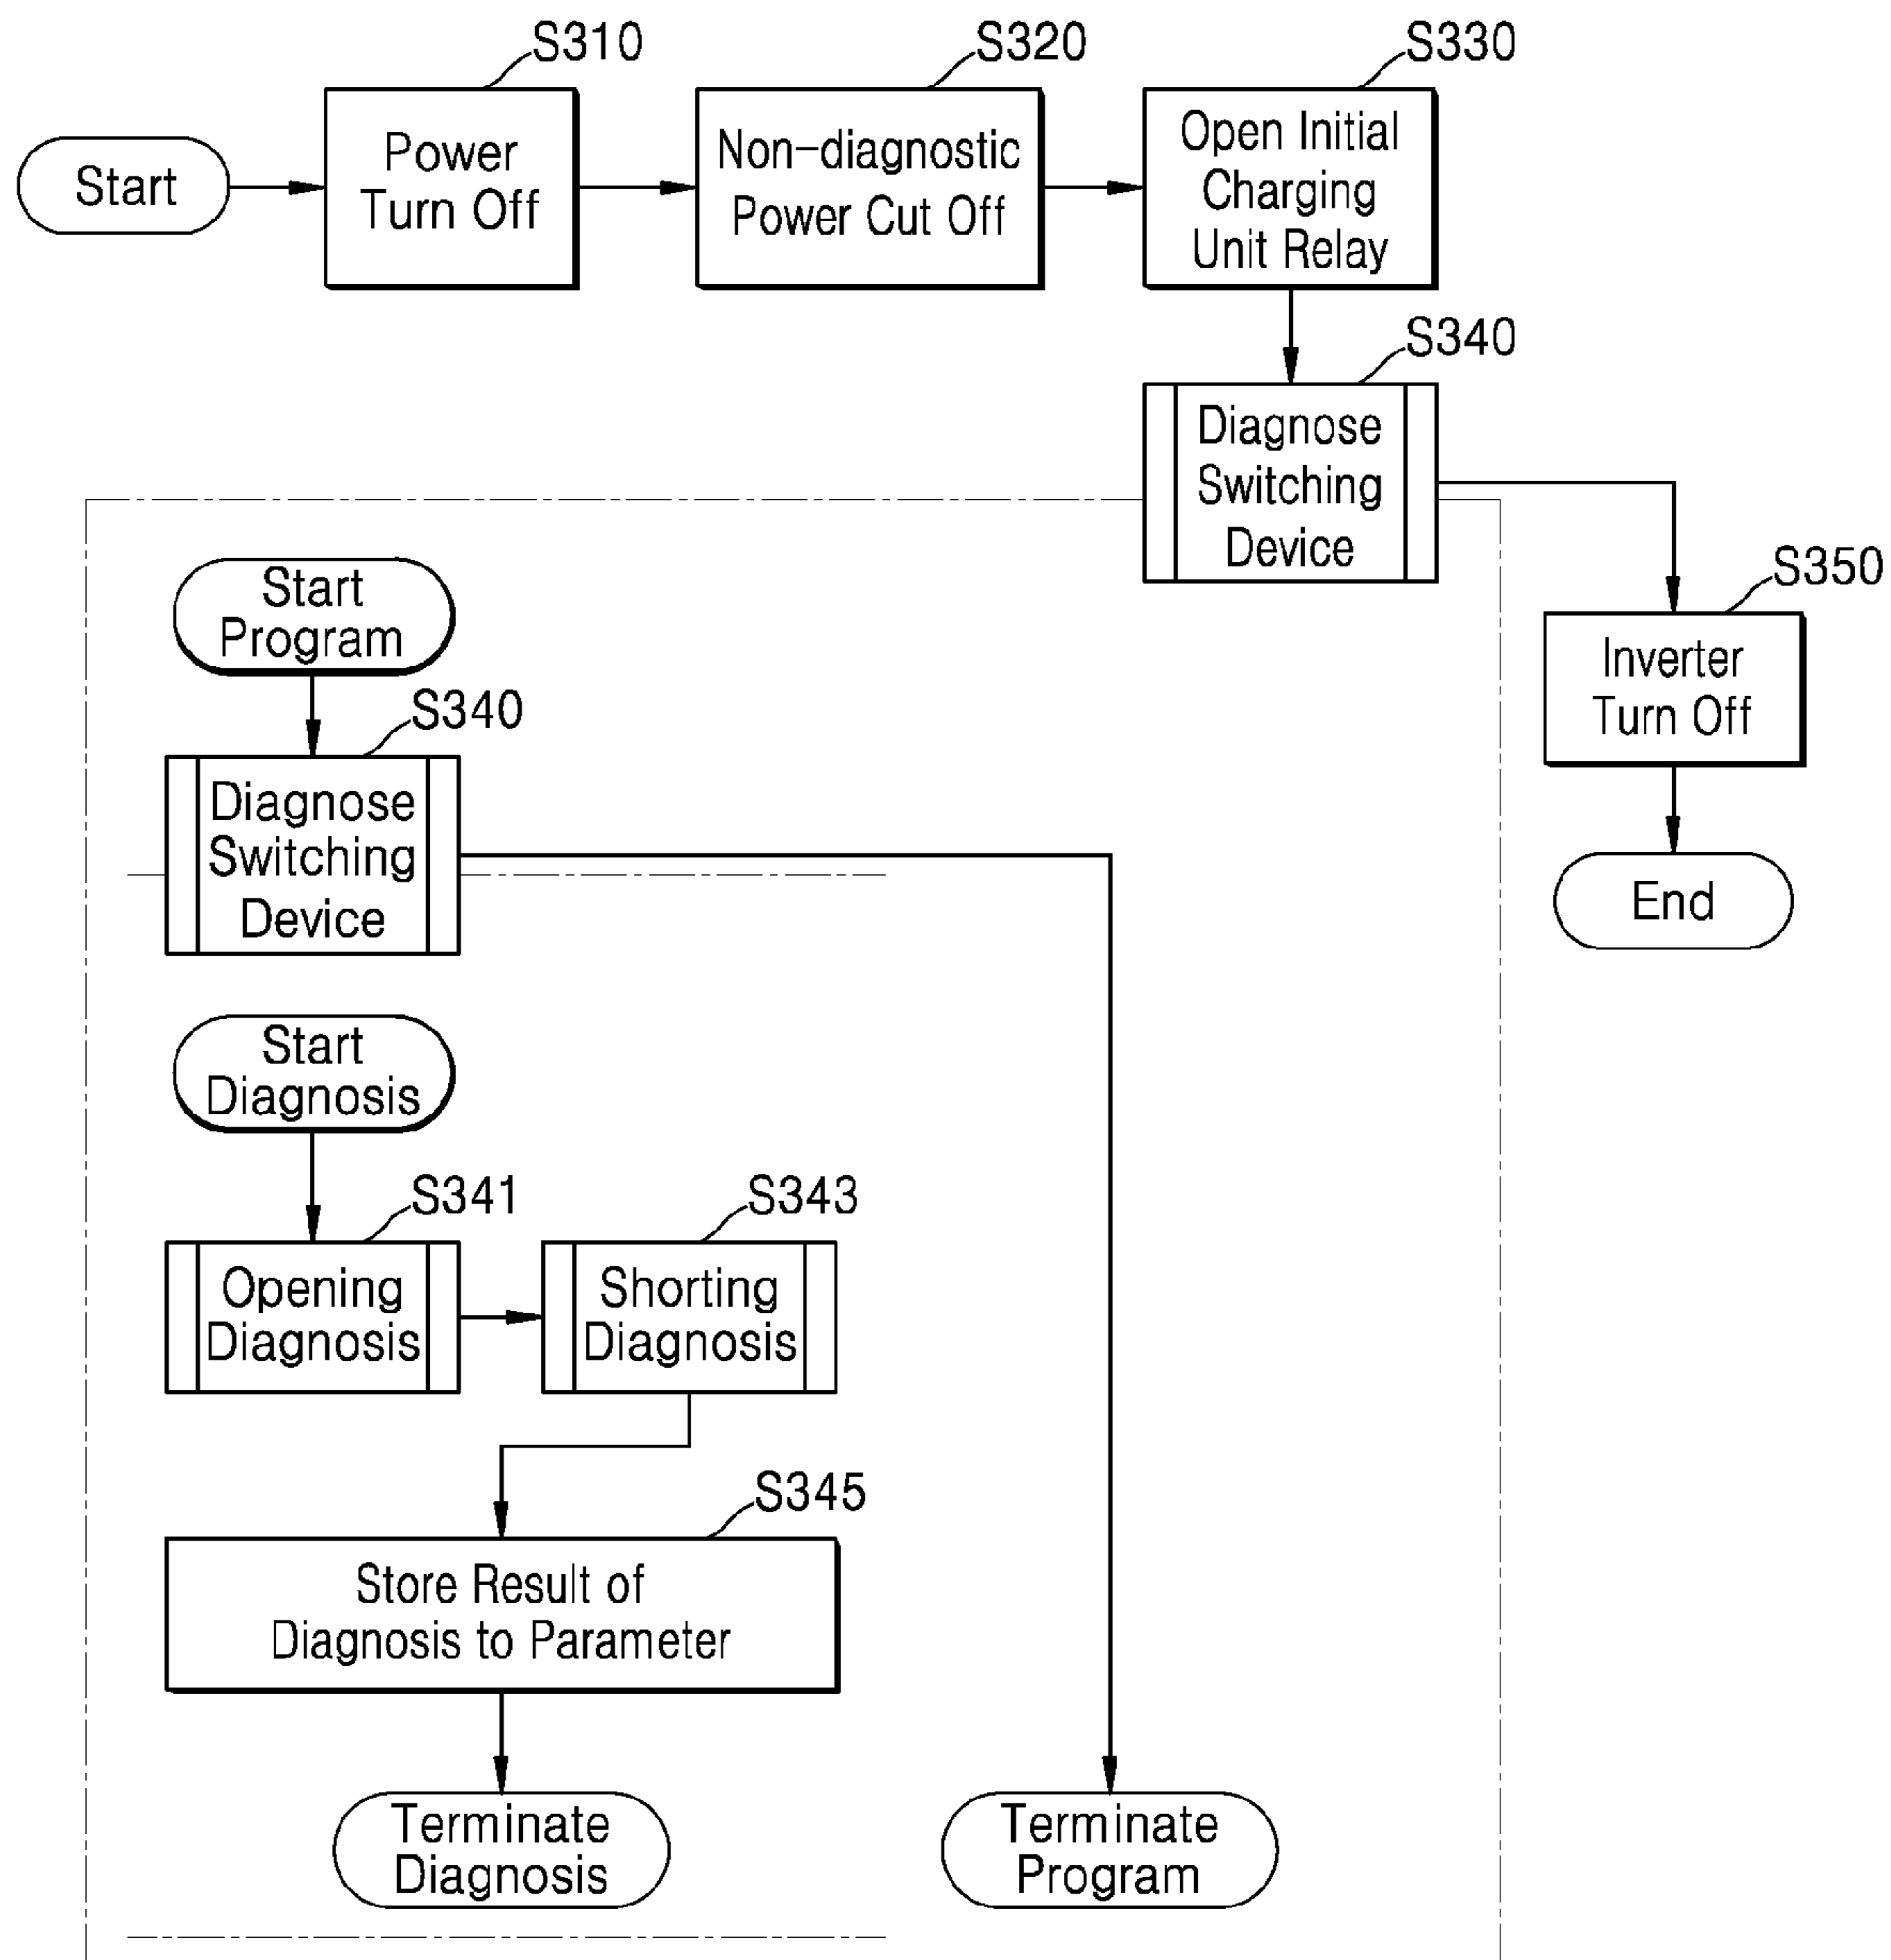 S310
S320
S330
Start
Power
Turn Off
Non-diagnostic
Power Cut Off
Open Initial
Charging
Unit Relay
S340
Diagnose
Switching
Device
S350
Inverter
Turn Off
End
Start
Program
S340
Diagnose
Switching
Device
Start
Diagnosis
S341
S343
Opening
Diagnosis
Shorting
Diagnosis
S345
Store Result of
Diagnosis to Parameter
Terminate
Diagnosis
Terminate
Program